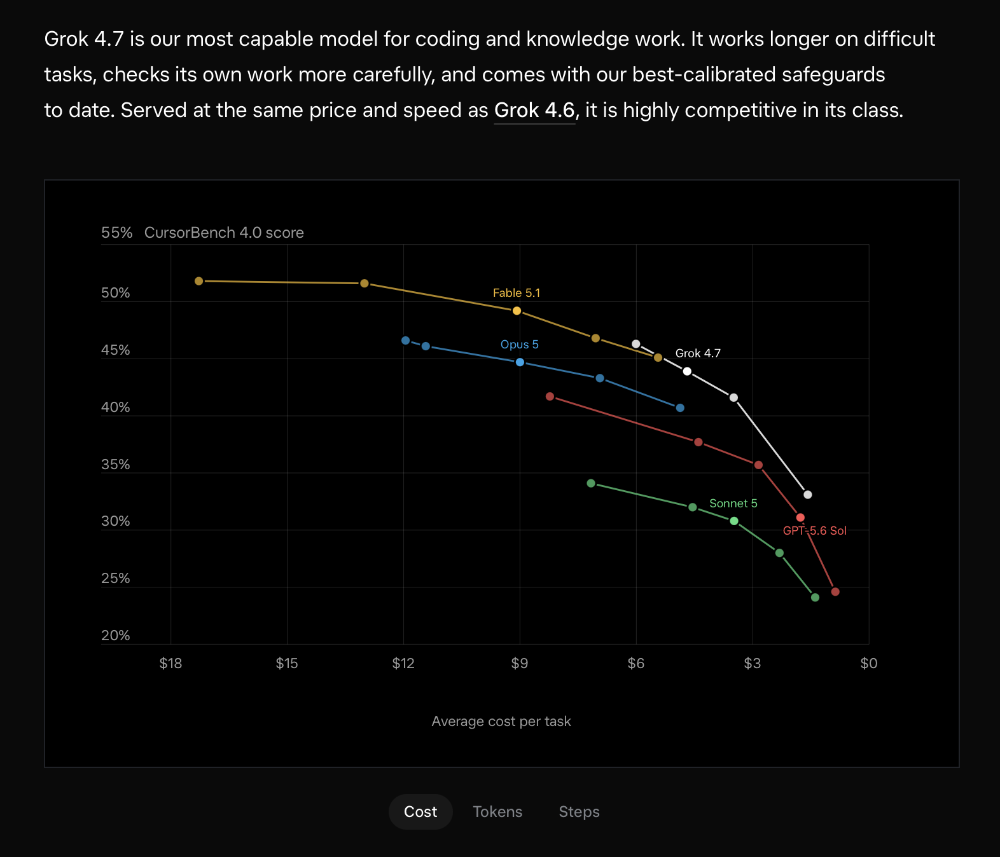 Grok 4.7 is our most capable model for coding and knowledge work. It works longer on difficult
tasks, checks its own work more carefully, and comes with our best-calibrated safeguards
to date. Served at the same price and speed as Grok 4.6, it is highly competitive in its class.
55% CursorBench 4.0 score
50%
Fable 5.1
45%
Opus 5
Grok 4.7
40%
35%
30%
Sonnet 5
GPT-5.6 Sol
25%
20%
$18 $15 $12 $9 $6 $3 $0
Average cost per task
Cost Tokens Steps